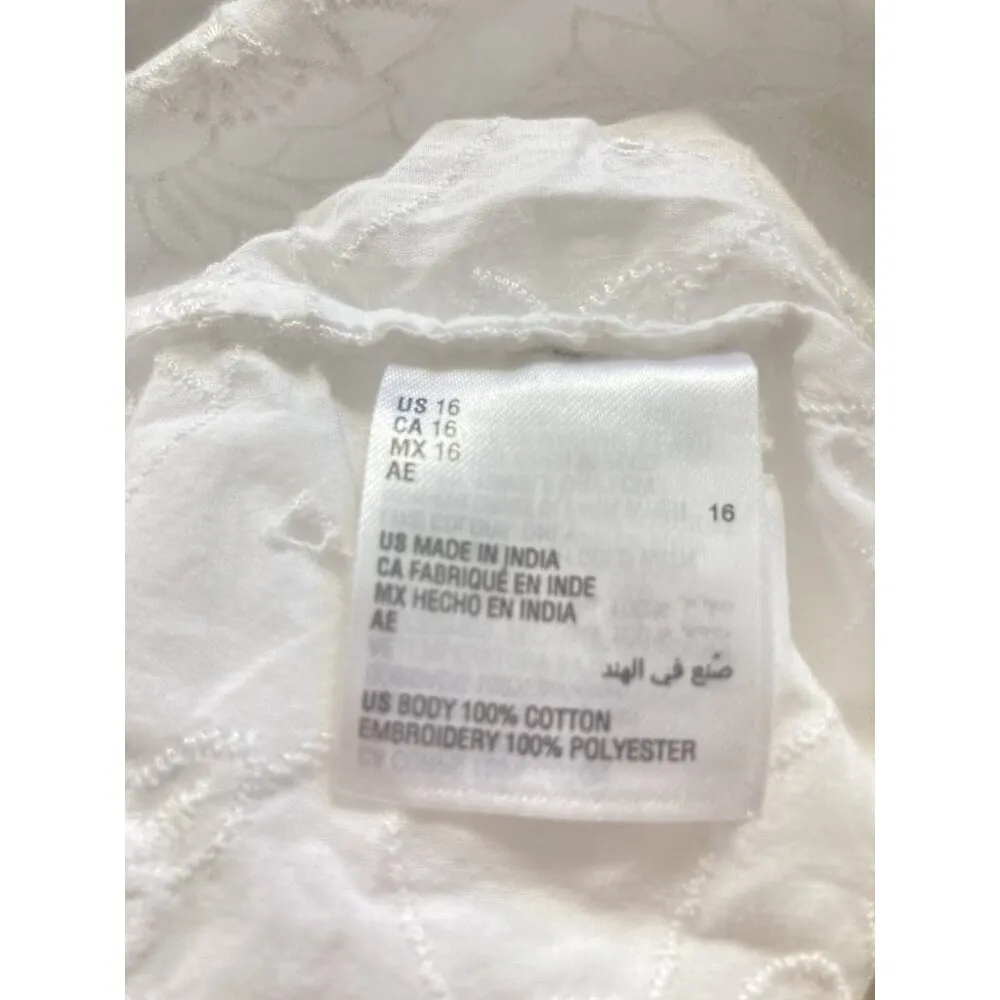 US 16
CA 16
MX 16
AE
16
US MADE IN INDIA
CA FABRIQUÉ EN INDE
MX HECHO EN INDIA
AE
صُنع في الهند
US BODY 100% COTTON
EMBROIDERY 100% POLYESTER